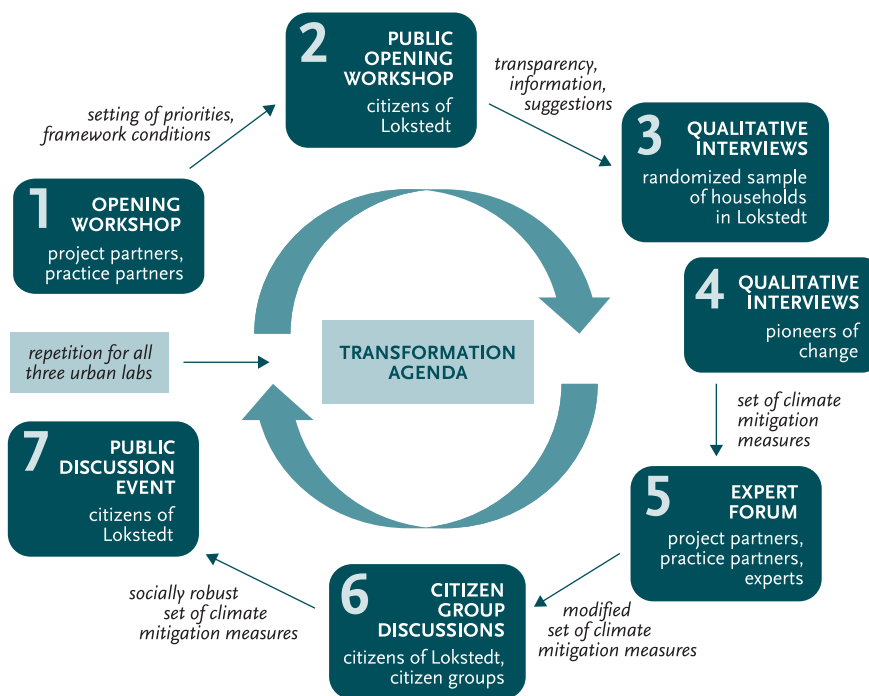 1
OPENING
WORKSHOP
project partners,
practice partners
setting of priorities,
framework conditions
2
PUBLIC
OPENING
WORKSHOP
citizens of
Lokstedt
transparency,
information,
suggestions
3
QUALITATIVE
INTERVIEWS
randomized sample
of households
in Lokstedt
4
QUALITATIVE
INTERVIEWS
pioneers of
change
set of climate
mitigation
measures
5
EXPERT
FORUM
project partners,
practice partners,
experts
modified
set of climate
mitigation measures
6
CITIZEN
GROUP
DISCUSSIONS
citizens of Lokstedt,
citizen groups
socially robust
set of climate
mitigation measures
7
PUBLIC
DISCUSSION
EVENT
citizens of
Lokstedt
repetition for all
three urban labs
TRANSFORMATION
AGENDA